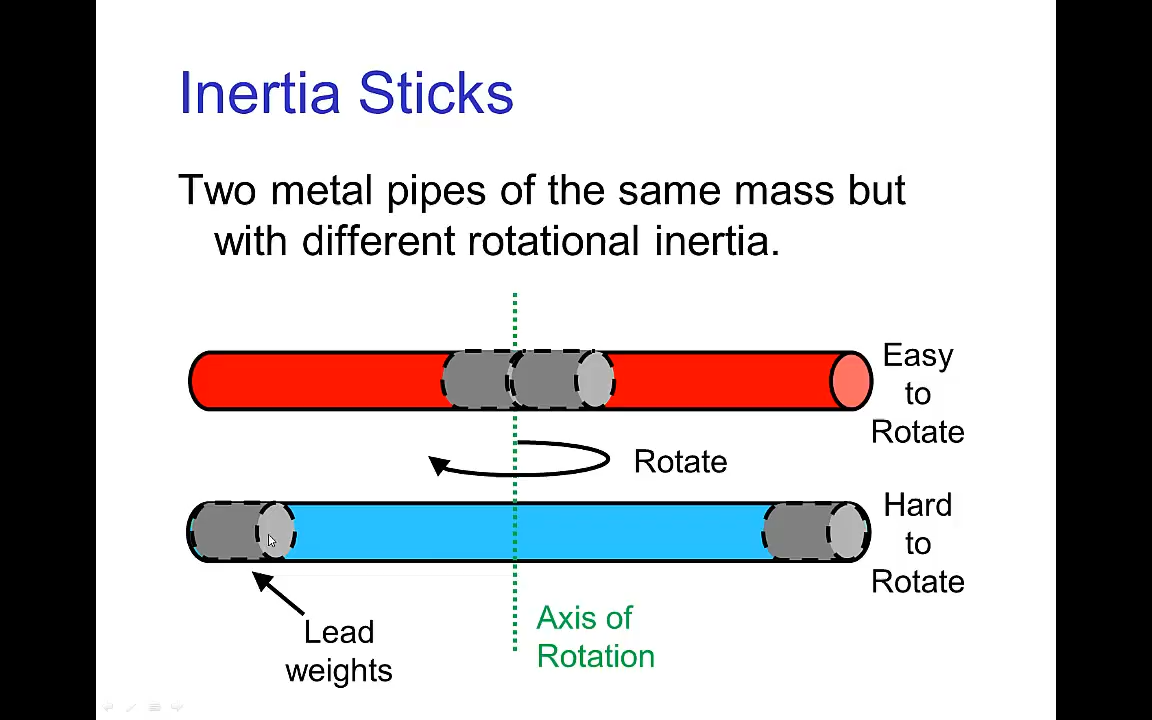 Inertia Sticks
Two metal pipes of the same mass but
with different rotational inertia.
Easy
to
Rotate
Rotate
Hard
to
Rotate
Lead
weights
Axis of
Rotation